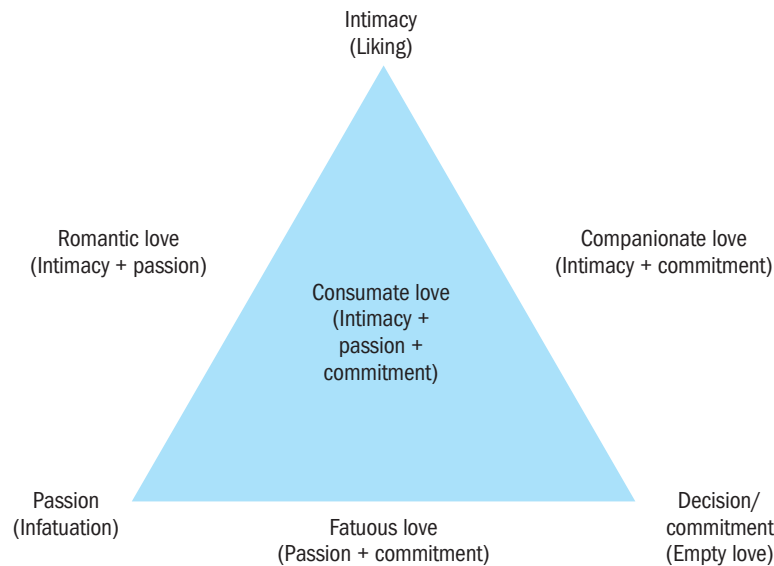 Intimacy
(Liking)
Romantic love
(Intimacy + passion)
Companionate love
(Intimacy + commitment)
Consumate love
(Intimacy +
passion +
commitment)
Passion
(Infatuation)
Fatuous love
(Passion + commitment)
Decision/
commitment
(Empty love)